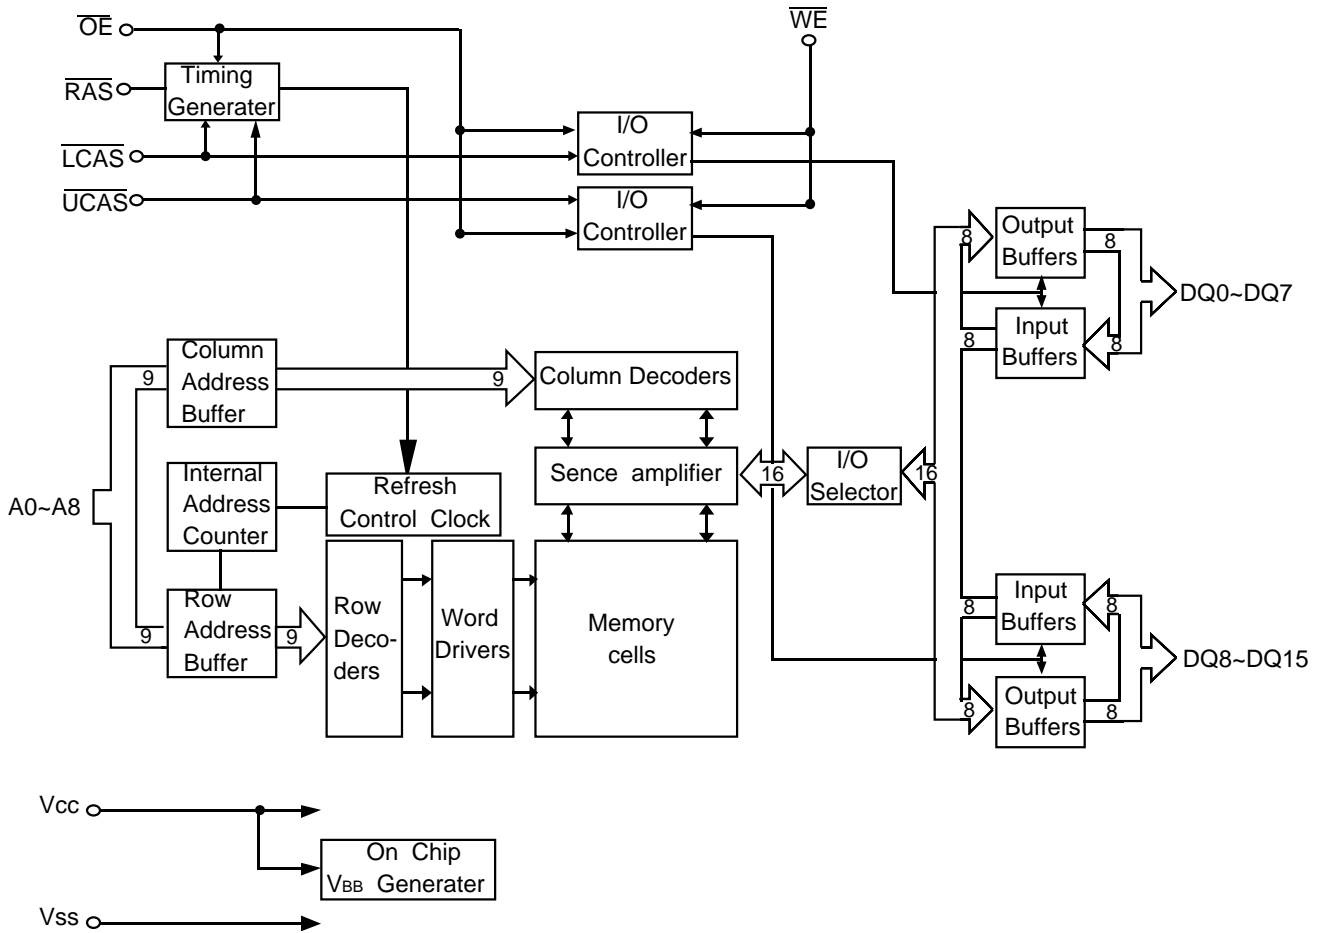 OE
WE
RAS
Timing
Generater
LCAS
UCAS
I/O
Controller
I/O
Controller
8
Output
Buffers
8
DQ0~DQ7
Input
Buffers
8
8
Column
Address
Buffer
9
9
Column Decoders
Internal
Address
Counter
Refresh
Control Clock
Sence amplifier
16
I/O
Selector
16
A0~A8
Row
Address
Buffer
9
9
Row
Deco-
ders
Word
Drivers
Memory
cells
Input
Buffers
8
8
DQ8~DQ15
Output
Buffers
8
8
Vcc
On Chip
VBB Generater
Vss